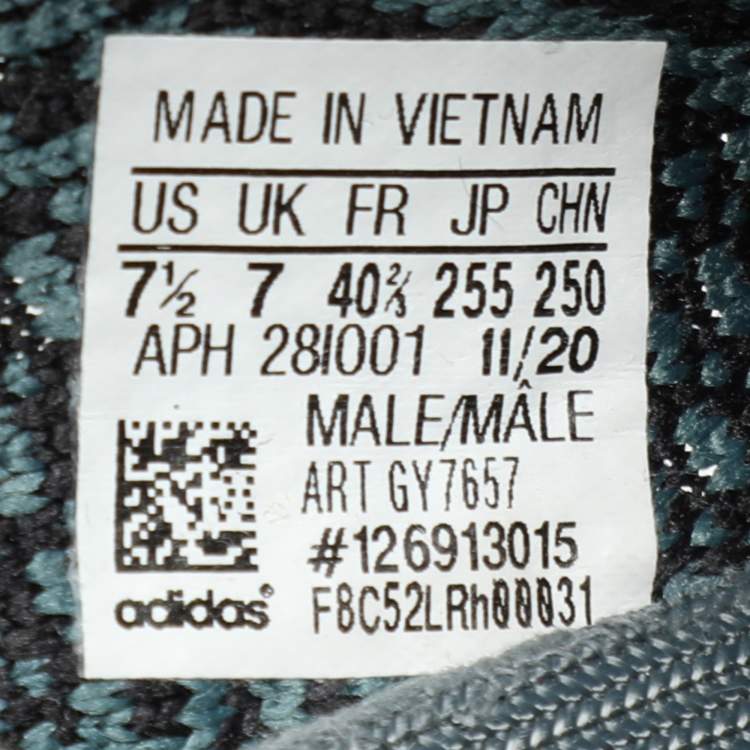 MADE IN VIETNAM
US UK FR JP CHN
7½ 7 40⅔ 255 250
APH 28I001 11/20
MALE/MÂLE
ART GY7657
#126913015
adidas® F8C52LRh00031